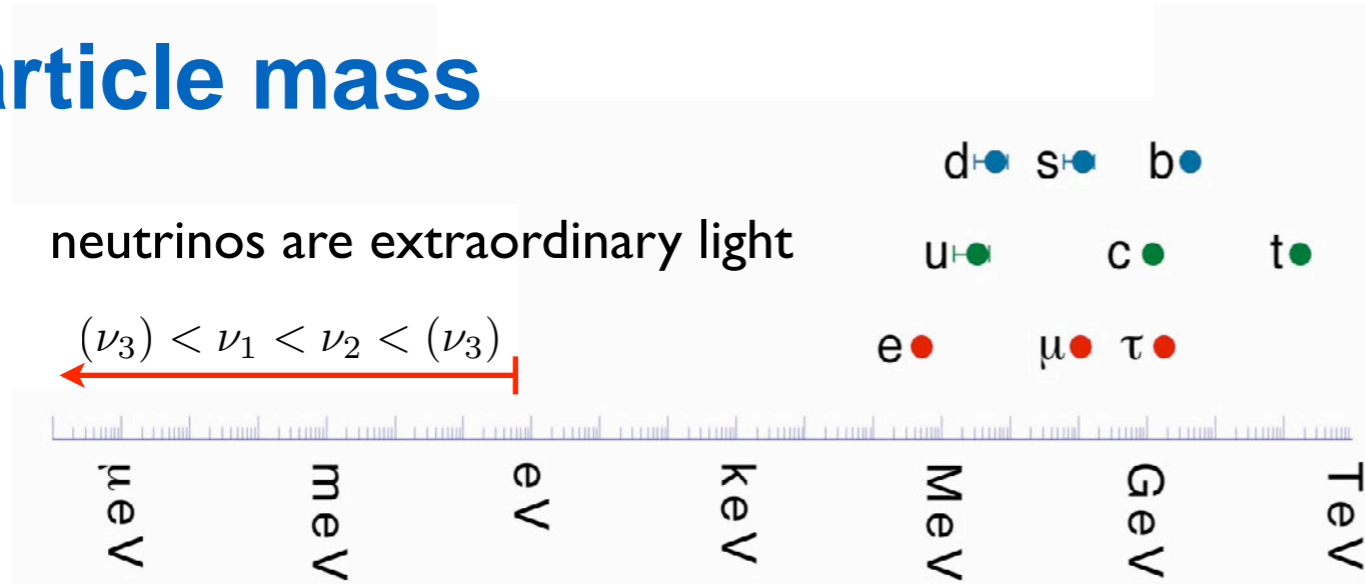 article mass
d s b
neutrinos are extraordinary light
u c t
(ν₃) < ν₁ < ν₂ < (ν₃)
e μ τ
μeV meV eV keV MeV GeV TeV